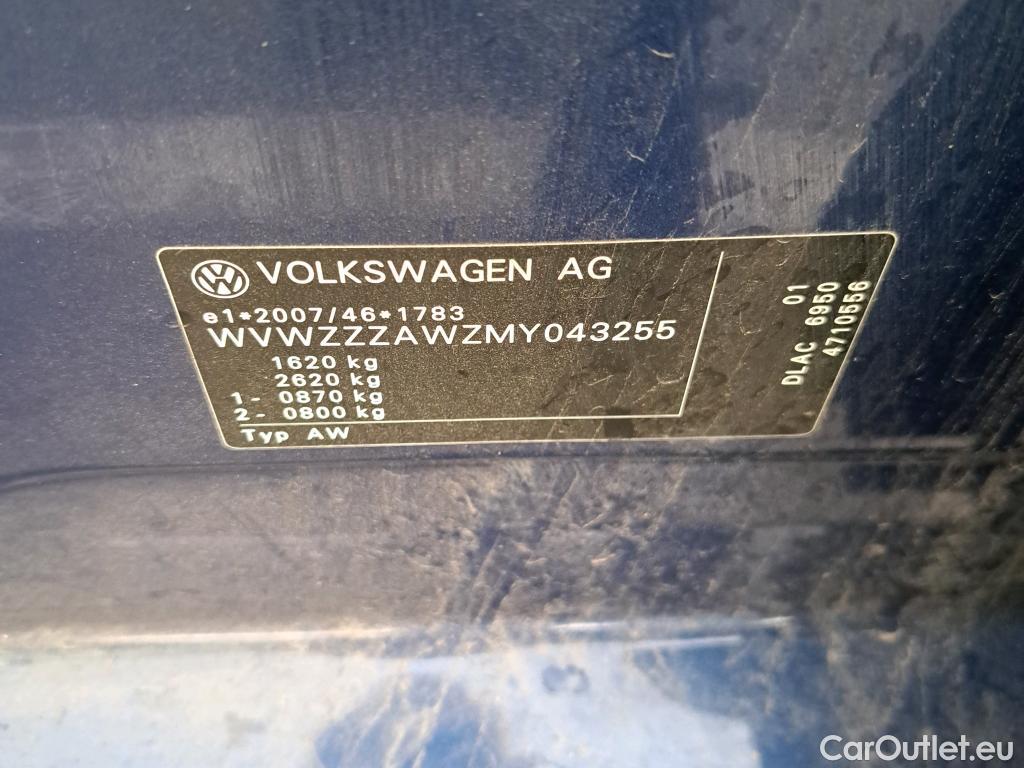 VOLKSWAGEN AG
e1*2007/46*1783
WVWZZZAWZMY043255
1620 kg
2620 kg
1- 0870 kg
2- 0800 kg
Typ AW
01
DLAC 6950
4710556
CarOutlet.eu